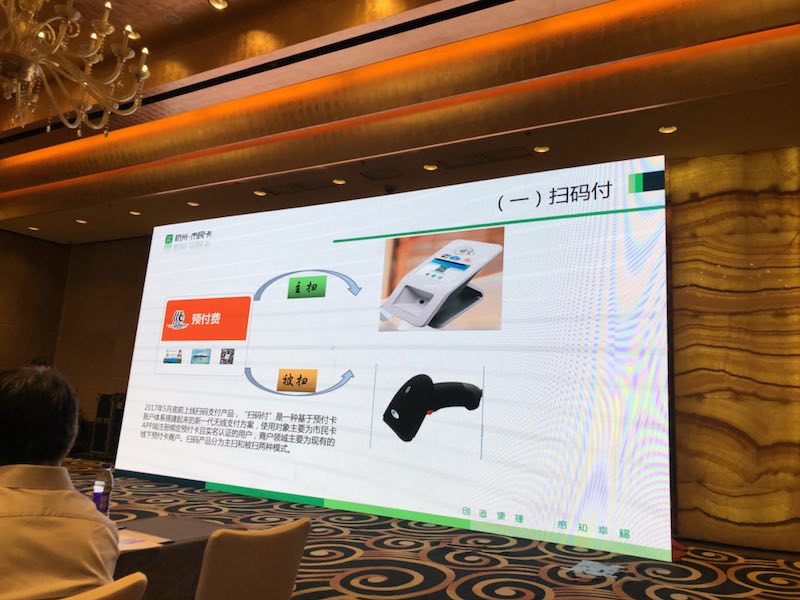 （一）扫码付
杭州·市民卡
主扫
预付费
被扫
2017年5月底前上线扫码支付产品，“扫码付”是一种基于预付卡
账户体系搭建起来的新一代无线支付方案，使用对象主要为市民卡
APP端注册绑定预付卡且实名认证的用户，商户领域主要为现有的
线下预付卡商户。扫码产品分为主扫和被扫两种模式。
创造便捷 感知幸福